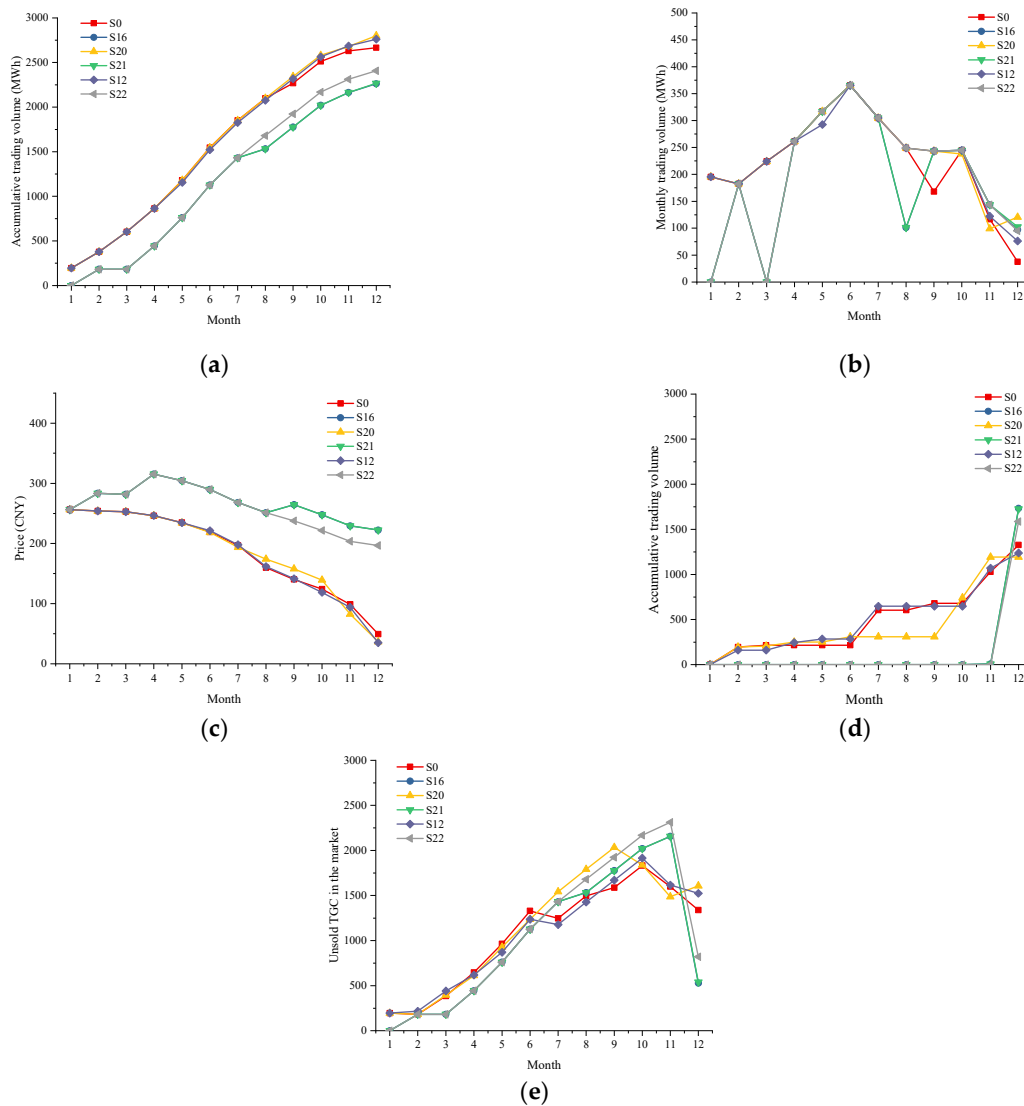 Accumulative trading volume (MWh)
3000
2500
2000
1500
1000
500
0
S0
S16
S20
S21
S12
S22
1 2 3 4 5 6 7 8 9 10 11 12
Month
(a)
Monthly trading volume (MWh)
500
450
400
350
300
250
200
150
100
50
0
S0
S16
S20
S21
S12
S22
1 2 3 4 5 6 7 8 9 10 11 12
Month
(b)
Price (CNY)
400
300
200
100
0
S0
S16
S20
S21
S12
S22
1 2 3 4 5 6 7 8 9 10 11 12
Month
(c)
Accumulative trading volume
3000
2500
2000
1500
1000
500
0
S0
S16
S20
S21
S12
S22
1 2 3 4 5 6 7 8 9 10 11 12
Month
(d)
Unsold TGC in the market
3000
2500
2000
1500
1000
500
0
S0
S16
S20
S21
S12
S22
1 2 3 4 5 6 7 8 9 10 11 12
Month
(e)